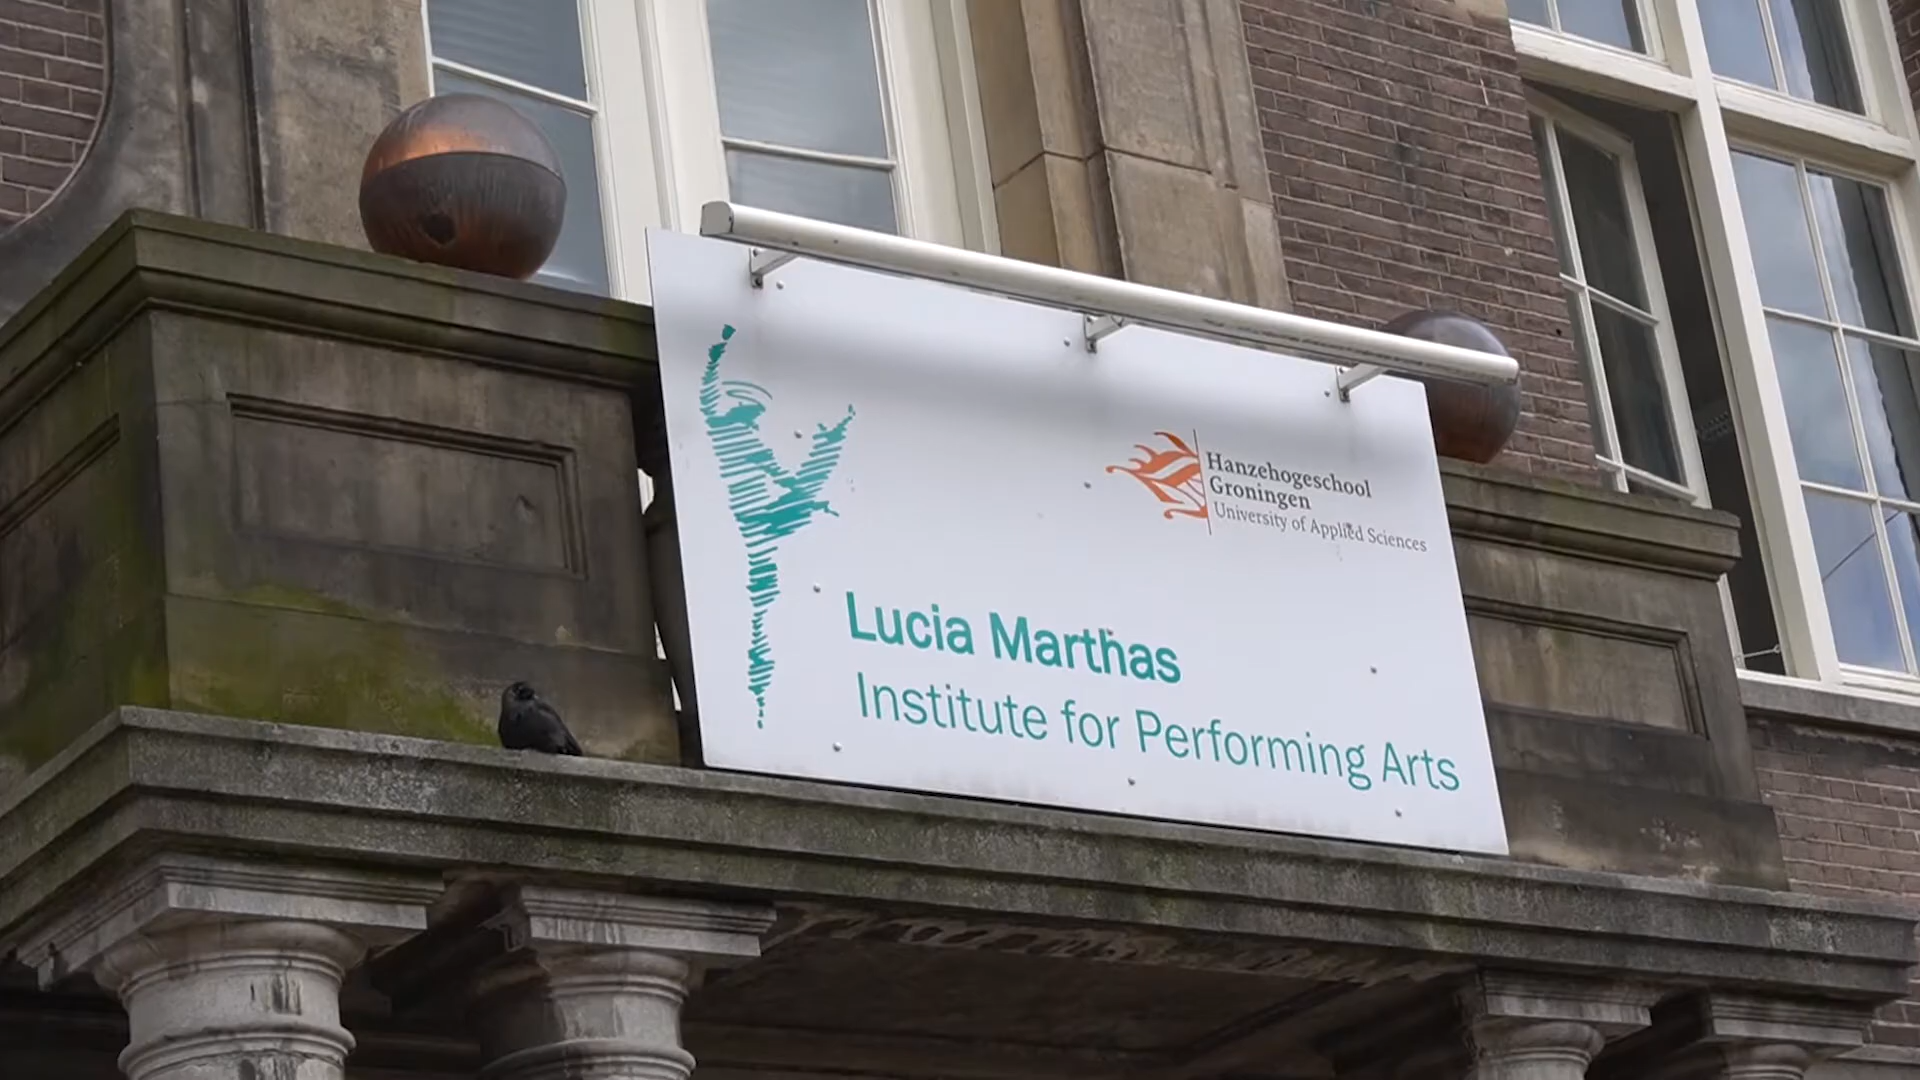 Hanzehogeschool
Groningen
University of Applied Sciences
Lucia Marthas
Institute for Performing Arts